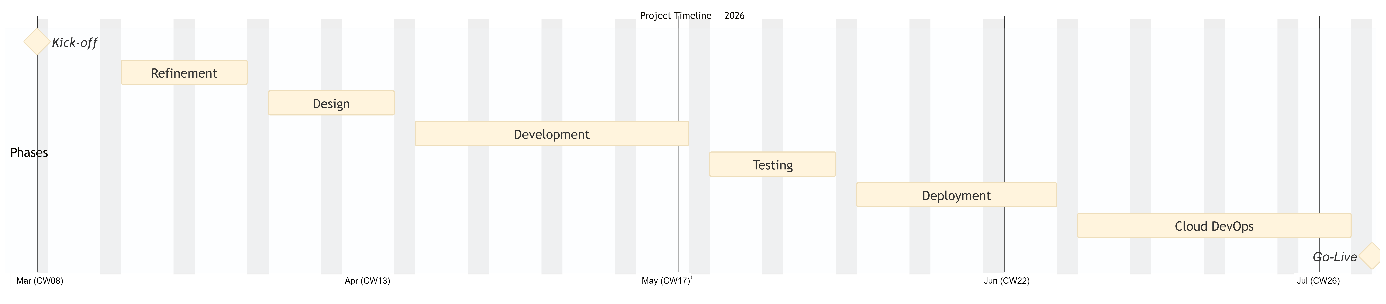 Project Timeline 2026
Kick-off
Refinement
Design
Development
Phases
Testing
Deployment
Cloud DevOps
Go-Live
Mar (CW08)
Apr (CW13)
May (CW17)
Jun (CW22)
Jul (CW26)